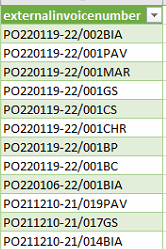 externalinvoicenumber
PO220119-22/002BIA
PO220119-22/001PAV
PO220119-22/001MAR
PO220119-22/001GS
PO220119-22/001CS
PO220119-22/001CHR
PO220119-22/001BP
PO220119-22/001BC
PO220106-22/001BIA
PO211210-21/019PAV
PO211210-21/017GS
PO211210-21/014BIA